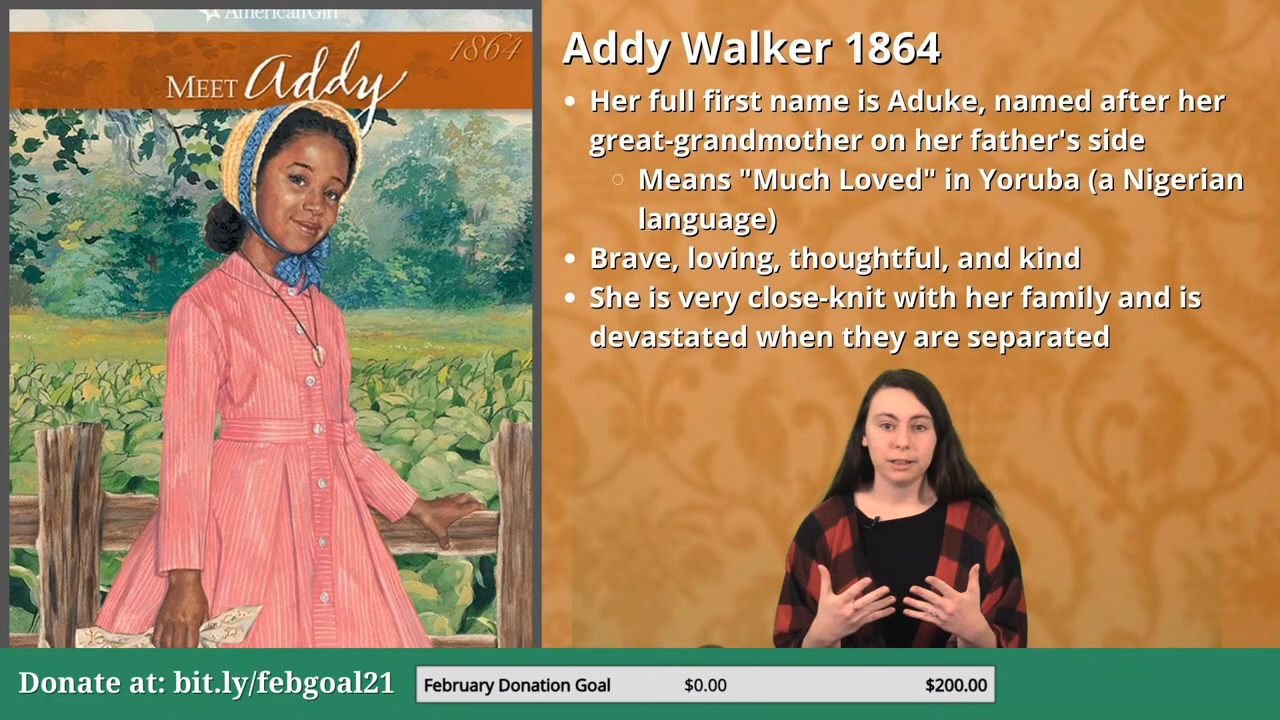 AmericanGirl
1864
MEET Addy
Addy Walker 1864
• Her full first name is Aduke, named after her
great-grandmother on her father's side
○ Means "Much Loved" in Yoruba (a Nigerian
language)
• Brave, loving, thoughtful, and kind
• She is very close-knit with her family and is
devastated when they are separated
Donate at: bit.ly/febgoal21
February Donation Goal $0.00 $200.00